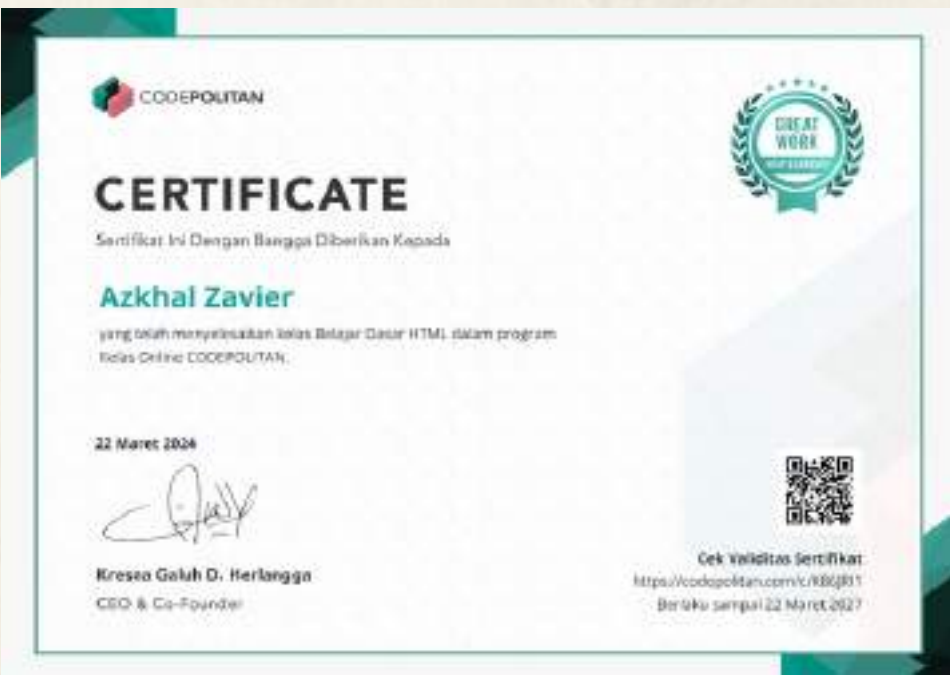 CODEPOLITAN
GREAT
WORK
CERTIFICATE
Sertifikat Ini Dengan Bangga Diberikan Kepada
Azkhal Zavier
yang telah menyelesaikan kelas Belajar Dasar HTML dalam program
Kelas Online CODEPOLITAN.
22 Maret 2024
Kresna Galuh D. Herlangga
CEO & Co-Founder
Cek Validitas Sertifikat
Berlaku sampai 22 Maret 2027